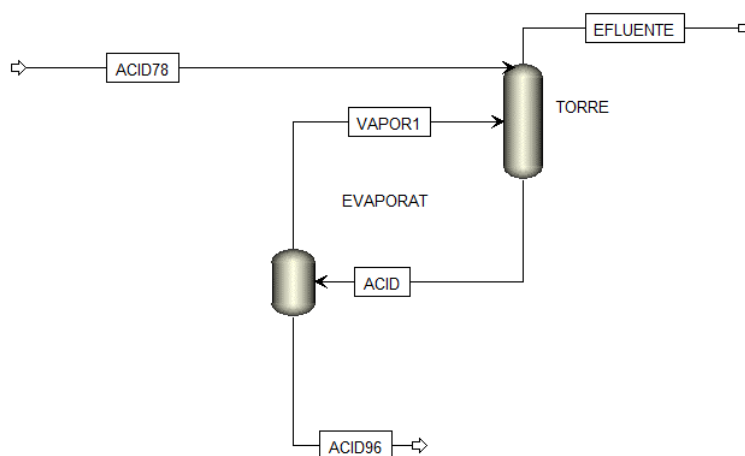 EFLUENTE
ACID78
TORRE
VAPOR1
EVAPORAT
ACID
ACID96